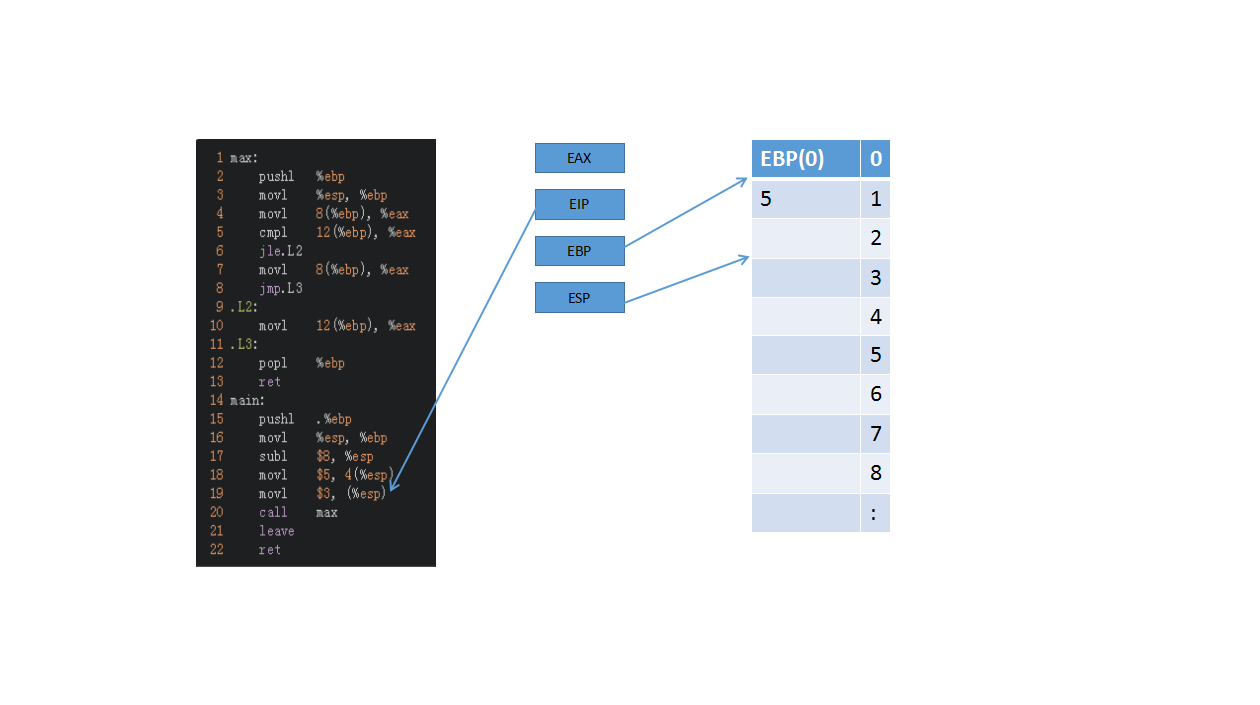 1 max:
2 pushl %ebp
3 movl %esp, %ebp
4 movl 8(%ebp), %eax
5 cmpl 12(%ebp), %eax
6 jle.L2
7 movl 8(%ebp), %eax
8 jmp.L3
9 .L2:
10 movl 12(%ebp), %eax
11 .L3:
12 popl %ebp
13 ret
14 main:
15 pushl .%ebp
16 movl %esp, %ebp
17 subl $8, %esp
18 movl $5, 4(%esp)
19 movl $3, (%esp)
20 call max
21 leave
22 ret
EAX
EIP
EBP
ESP
EBP(0) 0
5 1
2
3
4
5
6
7
8
: